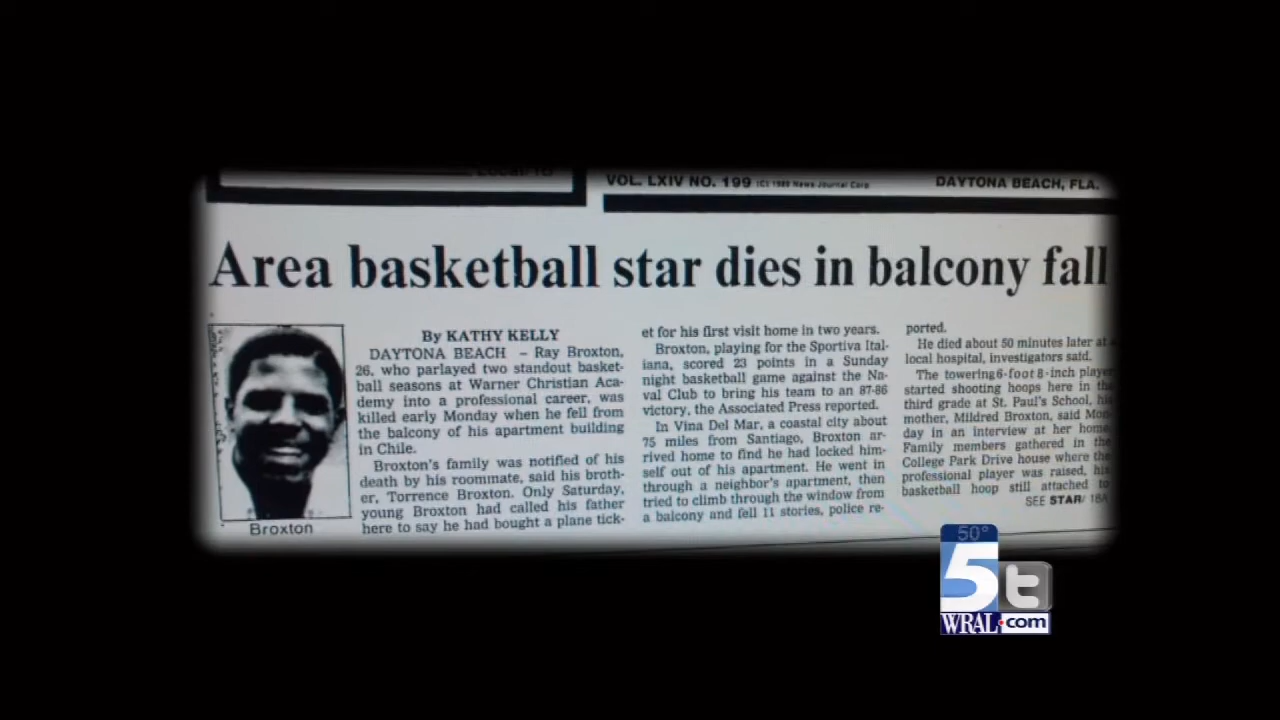 Local/1B
VOL. LXIV NO. 199 (C) 1989 News Journal Corp
DAYTONA BEACH, FLA.
Area basketball star dies in balcony fall
Broxton
By KATHY KELLY
DAYTONA BEACH – Ray Broxton,
26, who parlayed two standout basket-
ball seasons at Warner Christian Aca-
demy into a professional career, was
killed early Monday when he fell from
the balcony of his apartment building
in Chile.
Broxton's family was notified of his
death by his roommate, said his broth-
er, Torrence Broxton. Only Saturday,
young Broxton had called his father
here to say he had bought a plane tick-
et for his first visit home in two years.
Broxton, playing for the Sportiva Ital-
iana, scored 23 points in a Sunday
night basketball game against the Na-
val Club to bring his team to an 87-86
victory, the Associated Press reported.
In Vina Del Mar, a coastal city about
75 miles from Santiago, Broxton ar-
rived home to find he had locked him-
self out of his apartment. He went in
through a neighbor's apartment, then
tried to climb through the window from
a balcony and fell 11 stories, police re-
ported.
He died about 50 minutes later at a
local hospital, investigators said.
The towering 6-foot 8-inch player
started shooting hoops here in the
third grade at St. Paul's School, his
mother, Mildred Broxton, said Mon-
day in an interview at her home.
Family members gathered in the
College Park Drive house where the
professional player was raised, his
basketball hoop still attached to
SEE STAR/ 16A
50°
5 t
WRAL.com